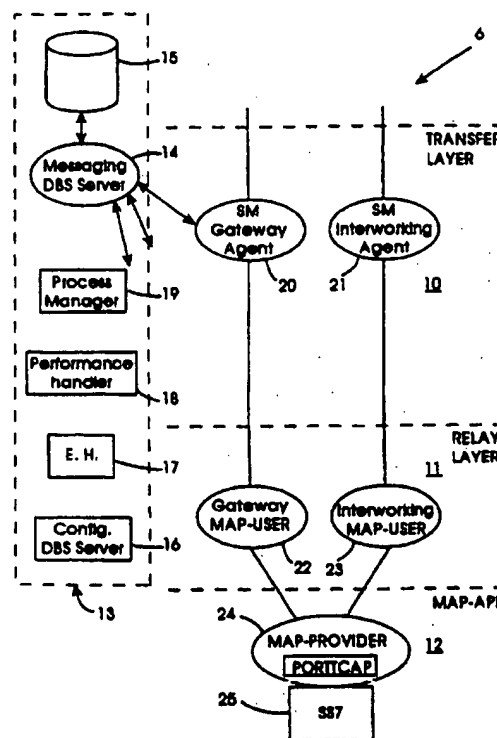 15
6
TRANSFER
LAYER
Messaging
DBS Server
14
SM
Gateway
Agent
20
SM
Interworking
Agent
21
10
Process
Manager
19
Performance
handler
18
RELAY
LAYER
11
E. H.
17
Gateway
MAP-USER
22
Interworking
MAP-USER
23
Config.
DBS Server
16
13
MAP-API
24
MAP-PROVIDER
12
PORTTCAP
25
SS7